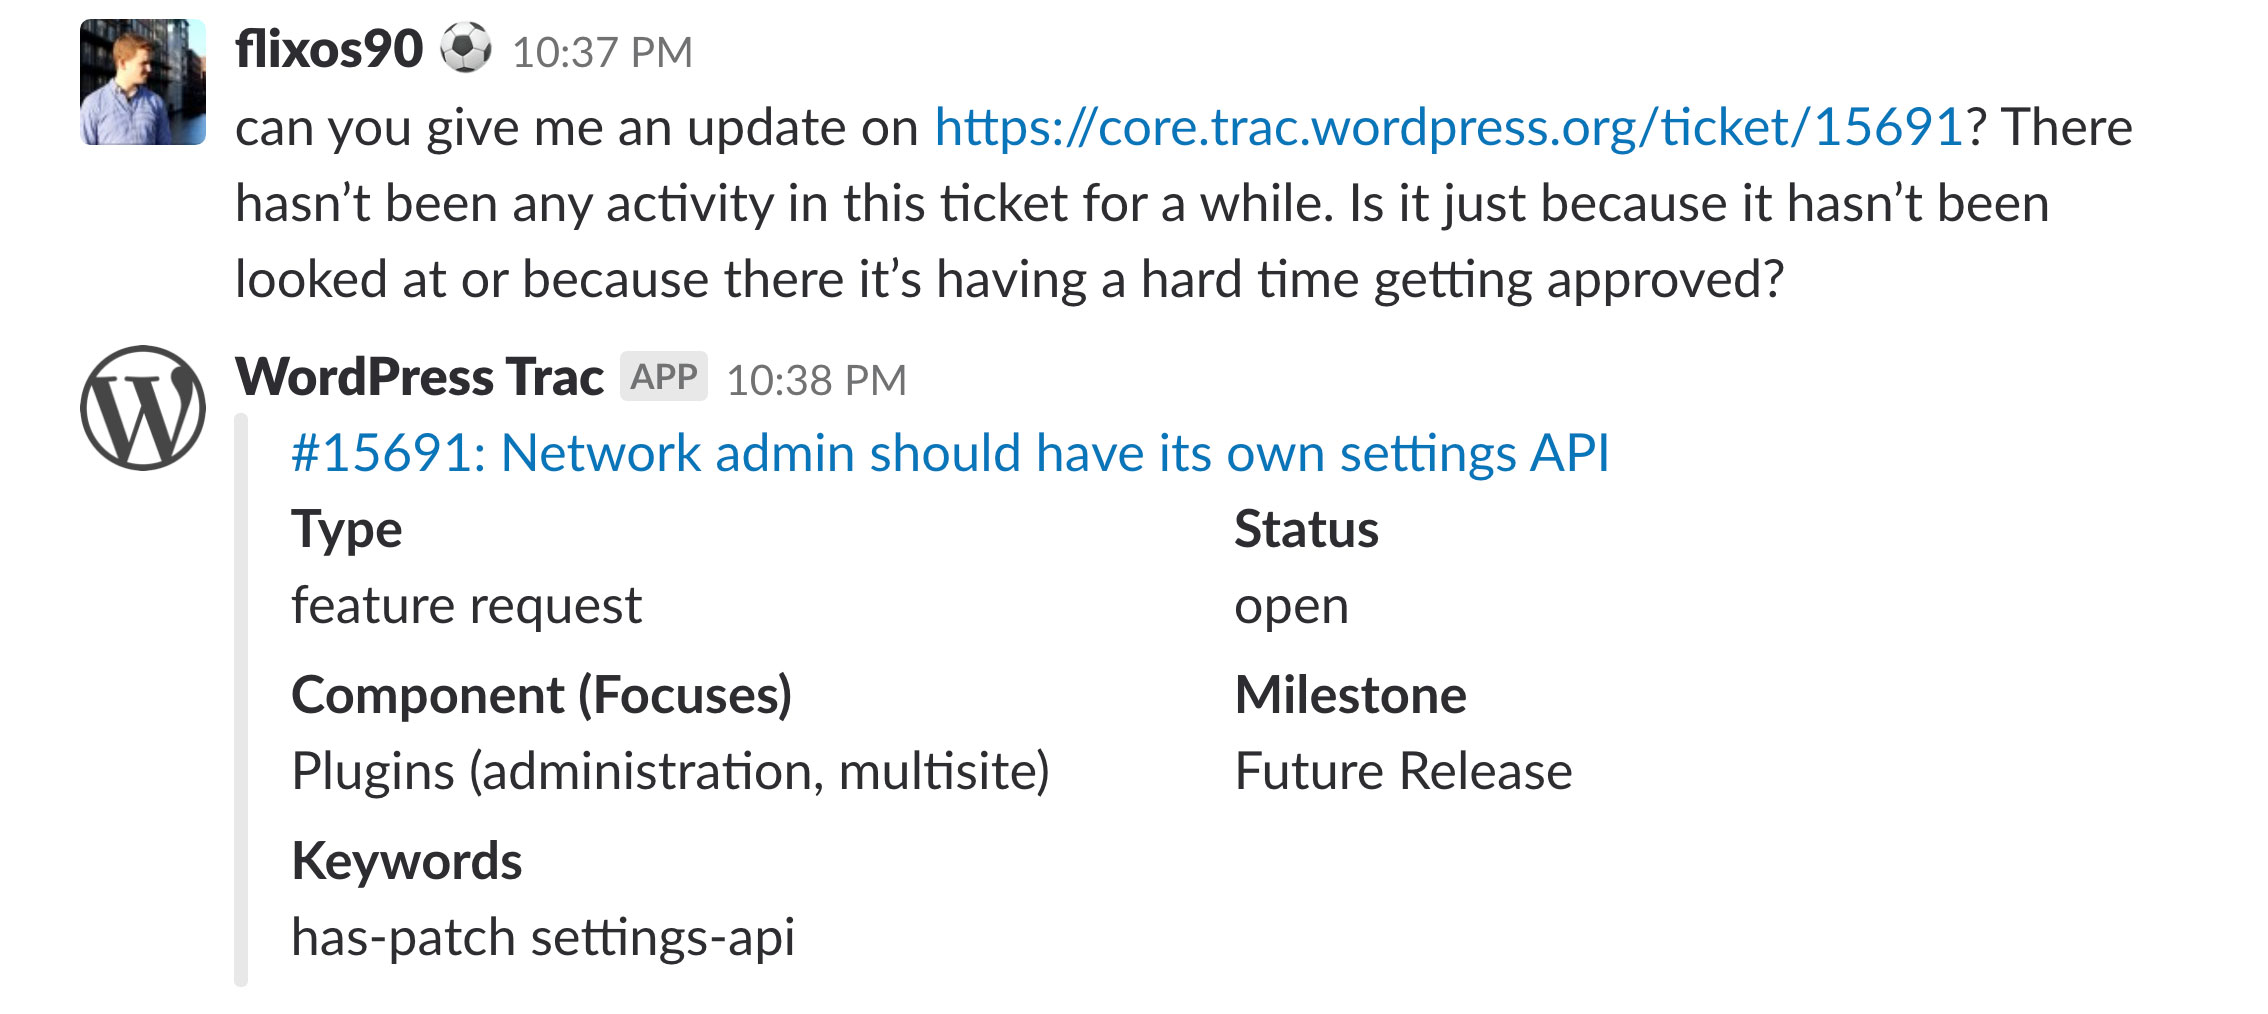 flixos90 ⚽ 10:37 PM
can you give me an update on https://core.trac.wordpress.org/ticket/15691? There
hasn’t been any activity in this ticket for a while. Is it just because it hasn’t been
looked at or because there it’s having a hard time getting approved?
WordPress Trac APP 10:38 PM
#15691: Network admin should have its own settings API
Type Status
feature request open
Component (Focuses) Milestone
Plugins (administration, multisite) Future Release
Keywords
has-patch settings-api